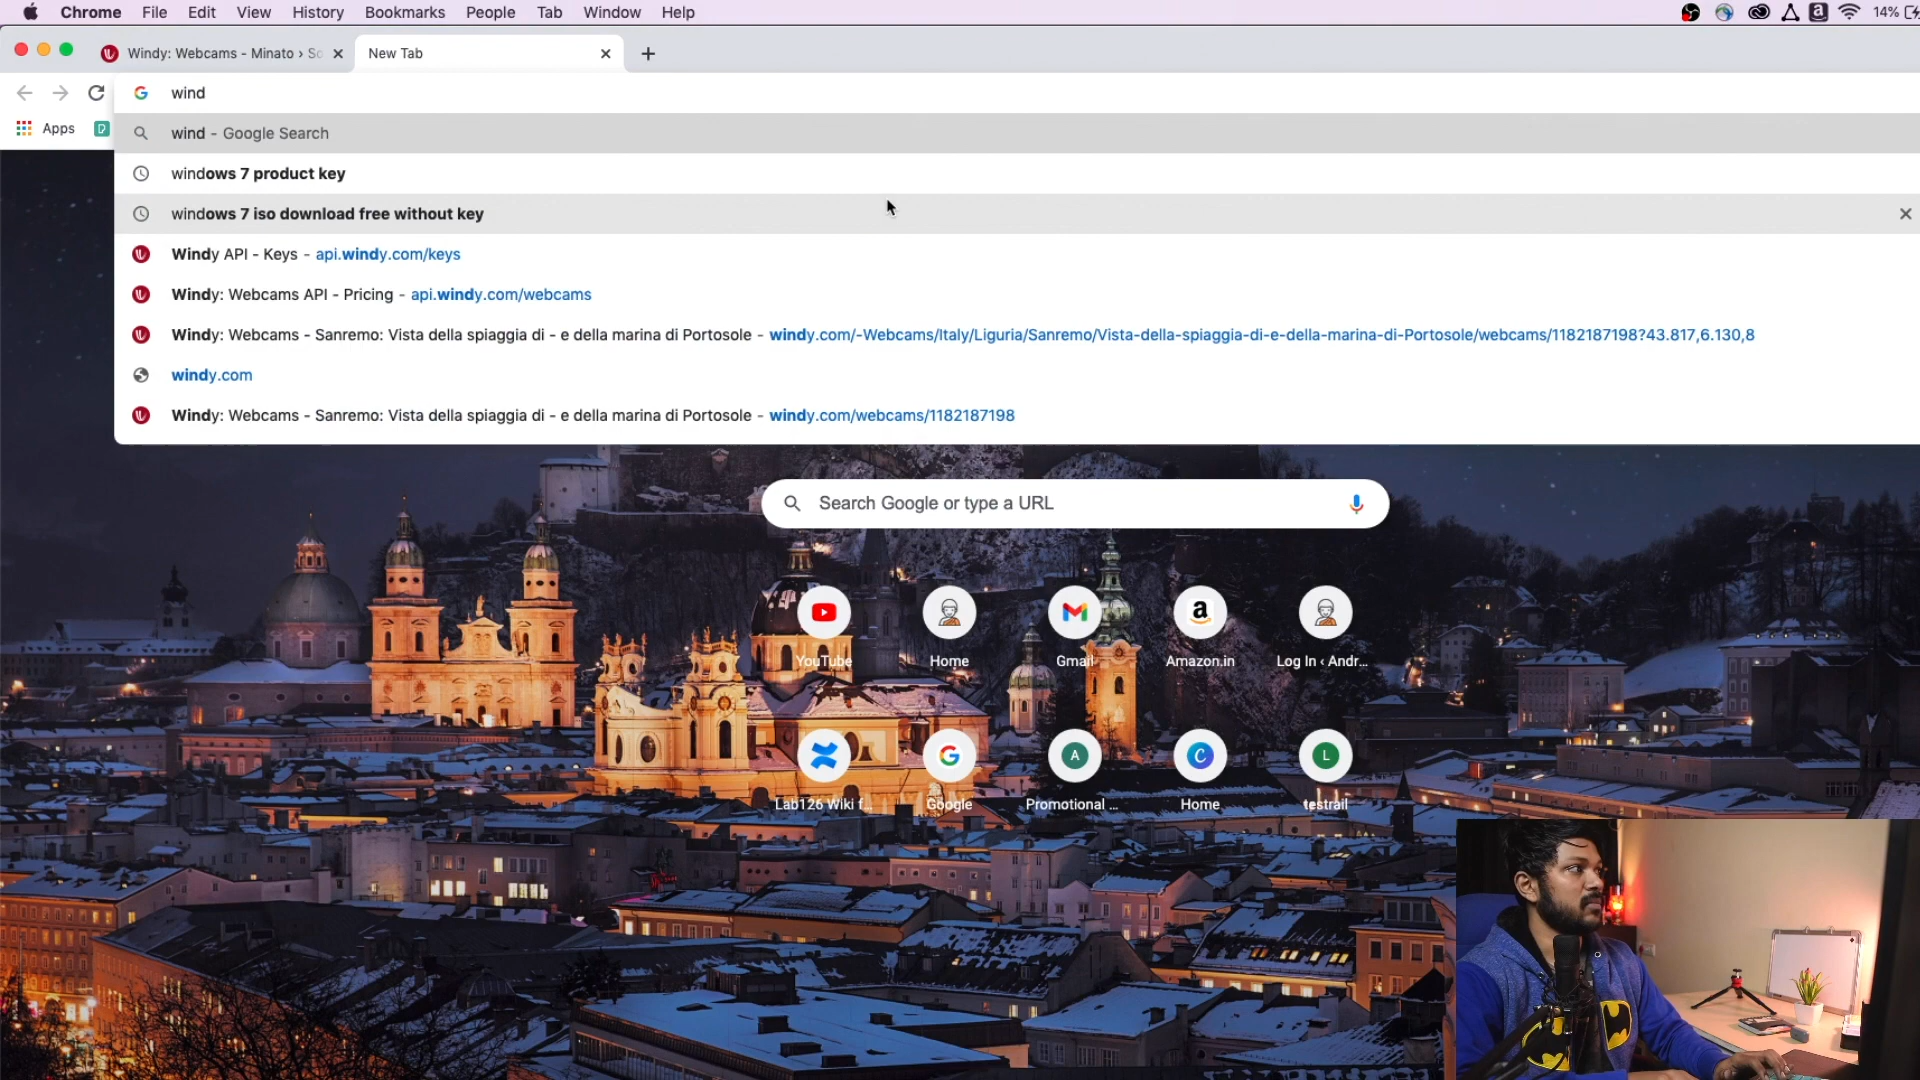 Chrome File Edit View History Bookmarks People Tab Window Help 14%
Windy: Webcams - Minato › So New Tab
wind
Apps
wind - Google Search
windows 7 product key
windows 7 iso download free without key
Windy API - Keys - api.windy.com/keys
Windy: Webcams API - Pricing - api.windy.com/webcams
Windy: Webcams - Sanremo: Vista della spiaggia di - e della marina di Portosole - windy.com/-Webcams/Italy/Liguria/Sanremo/Vista-della-spiaggia-di-e-della-marina-di-Portosole/webcams/1182187198?43.817,6.130,8
windy.com
Windy: Webcams - Sanremo: Vista della spiaggia di - e della marina di Portosole - windy.com/webcams/1182187198
Search Google or type a URL
YouTube Home Gmail Amazon.in Log In ‹ Andr...
A L
Lab126 Wiki f... Google Promotional ... Home testrail